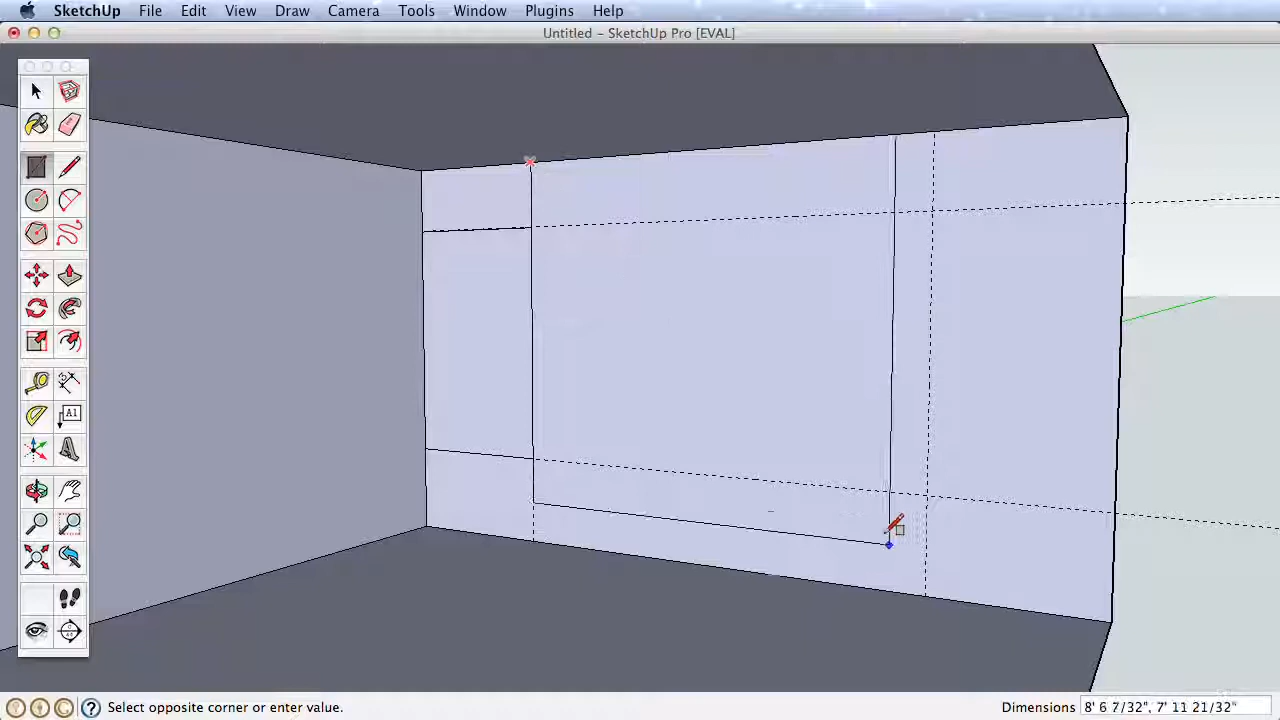 SketchUp File Edit View Draw Camera Tools Window Plugins Help
Untitled – SketchUp Pro [EVAL]
A1
Select opposite corner or enter value.
Dimensions 8' 6 7/32", 7' 11 21/32"